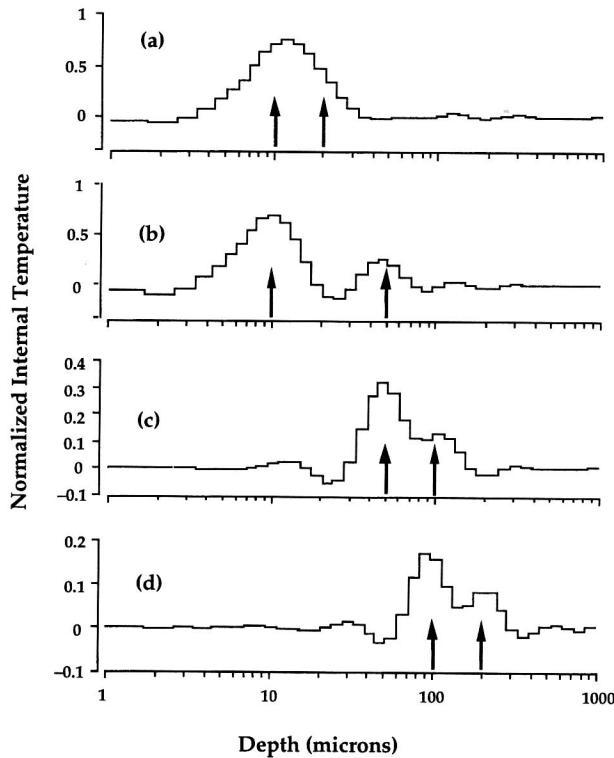 1
(a)
0.5
0
1
(b)
0.5
0
0.4
0.3
(c)
0.2
0.1
0
−0.1
0.2
(d)
0.1
0
−0.1
1 10 100 1000
Depth (microns)
Normalized Internal Temperature